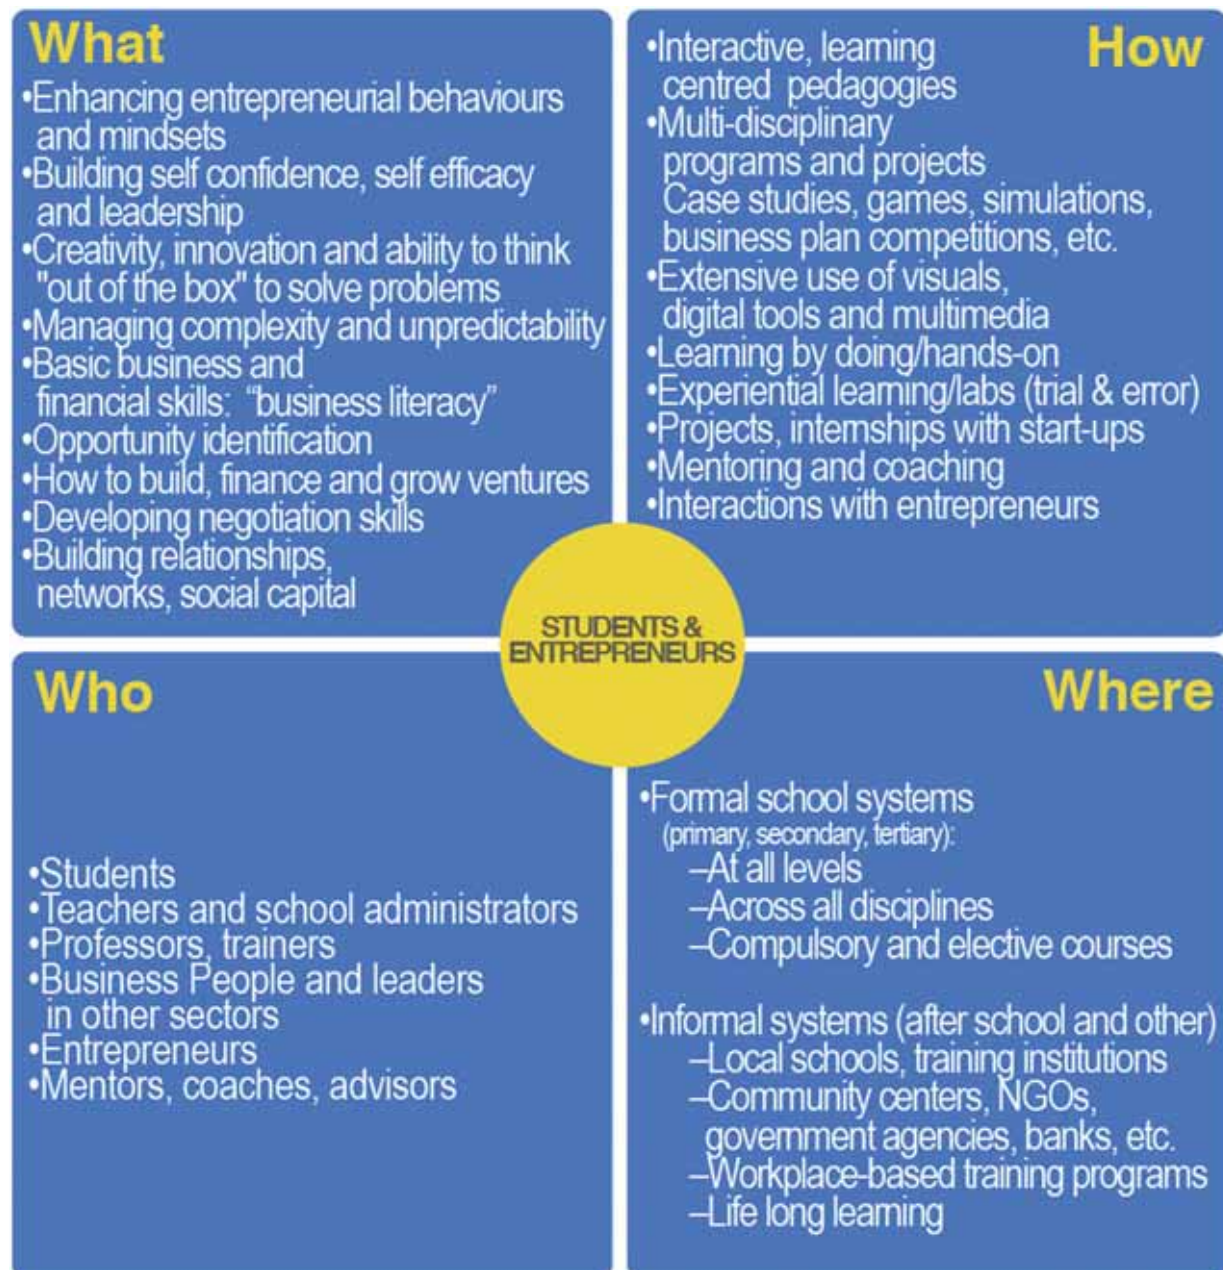 What
•Enhancing entrepreneurial behaviours
and mindsets
•Building self confidence, self efficacy
and leadership
•Creativity, innovation and ability to think
"out of the box" to solve problems
•Managing complexity and unpredictability
•Basic business and
financial skills: “business literacy”
•Opportunity identification
•How to build, finance and grow ventures
•Developing negotiation skills
•Building relationships,
networks, social capital
How
•Interactive, learning
centred pedagogies
•Multi-disciplinary
programs and projects
Case studies, games, simulations,
business plan competitions, etc.
•Extensive use of visuals,
digital tools and multimedia
•Learning by doing/hands-on
•Experiential learning/labs (trial & error)
•Projects, internships with start-ups
•Mentoring and coaching
•Interactions with entrepreneurs
STUDENTS &
ENTREPRENEURS
Who
•Students
•Teachers and school administrators
•Professors, trainers
•Business People and leaders
in other sectors
•Entrepreneurs
•Mentors, coaches, advisors
Where
•Formal school systems
(primary, secondary, tertiary):
–At all levels
–Across all disciplines
–Compulsory and elective courses
•Informal systems (after school and other)
–Local schools, training institutions
–Community centers, NGOs,
government agencies, banks, etc.
–Workplace-based training programs
–Life long learning